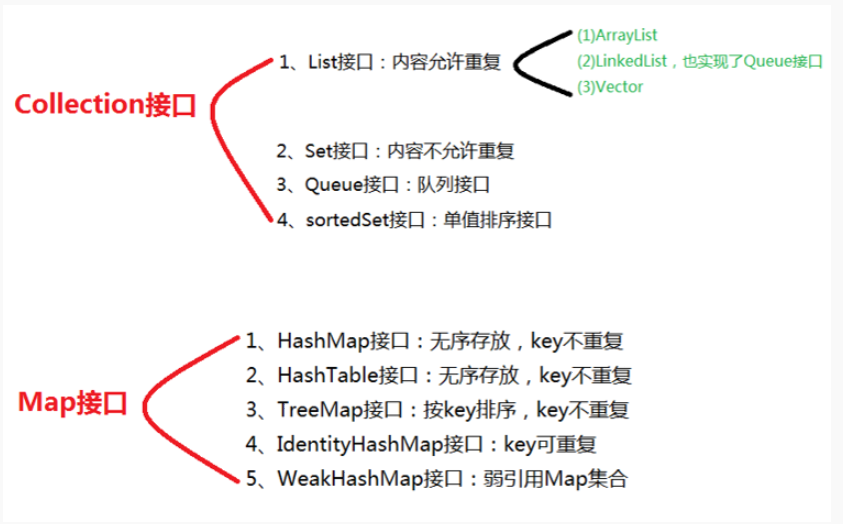 1、List接口：内容允许重复
(1)ArrayList
(2)LinkedList，也实现了Queue接口
(3)Vector
Collection接口
2、Set接口：内容不允许重复
3、Queue接口：队列接口
4、sortedSet接口：单值排序接口
Map接口
1、HashMap接口：无序存放，key不重复
2、HashTable接口：无序存放，key不重复
3、TreeMap接口：按key排序，key不重复
4、IdentityHashMap接口：key可重复
5、WeakHashMap接口：弱引用Map集合